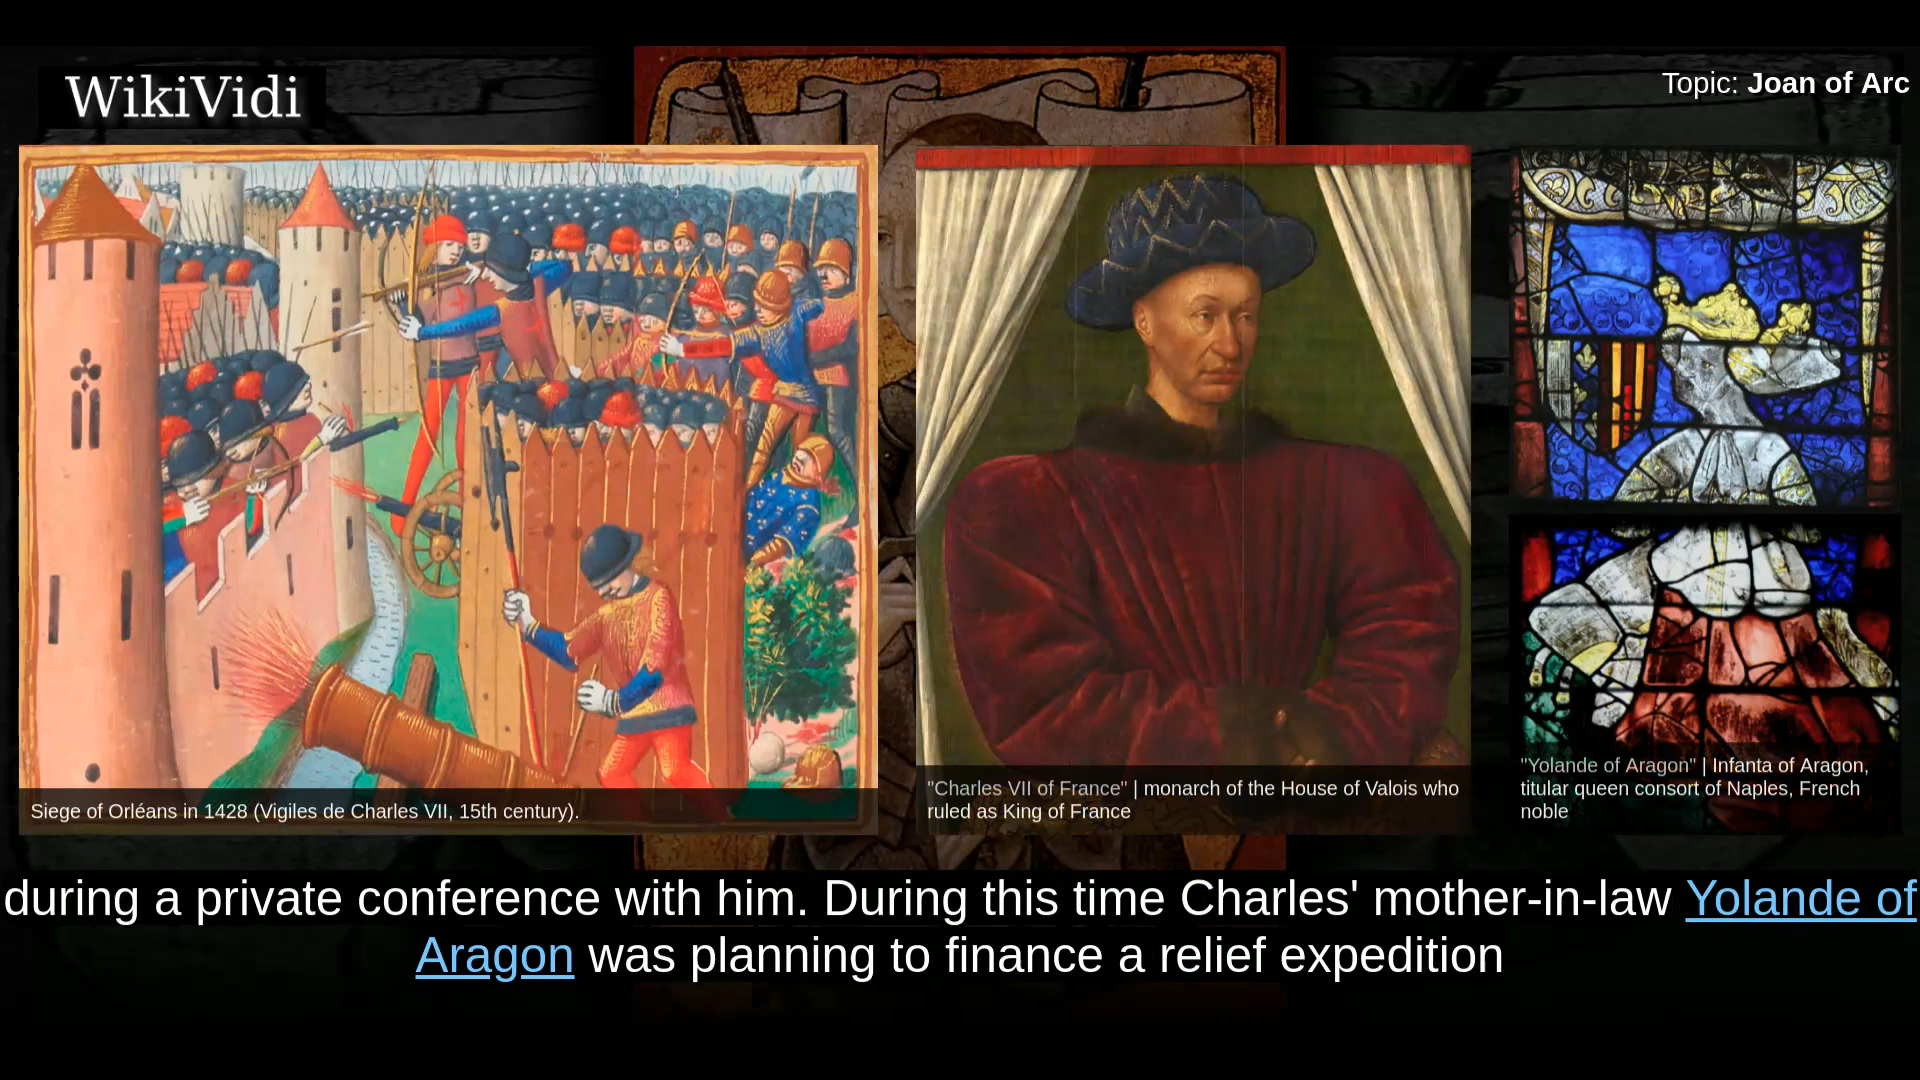 WikiVidi
Topic: Joan of Arc
Siege of Orléans in 1428 (Vigiles de Charles VII, 15th century).
"Charles VII of France" | monarch of the House of Valois who
ruled as King of France
"Yolande of Aragon" | Infanta of Aragon,
titular queen consort of Naples, French
noble
during a private conference with him. During this time Charles' mother-in-law Yolande of
Aragon was planning to finance a relief expedition